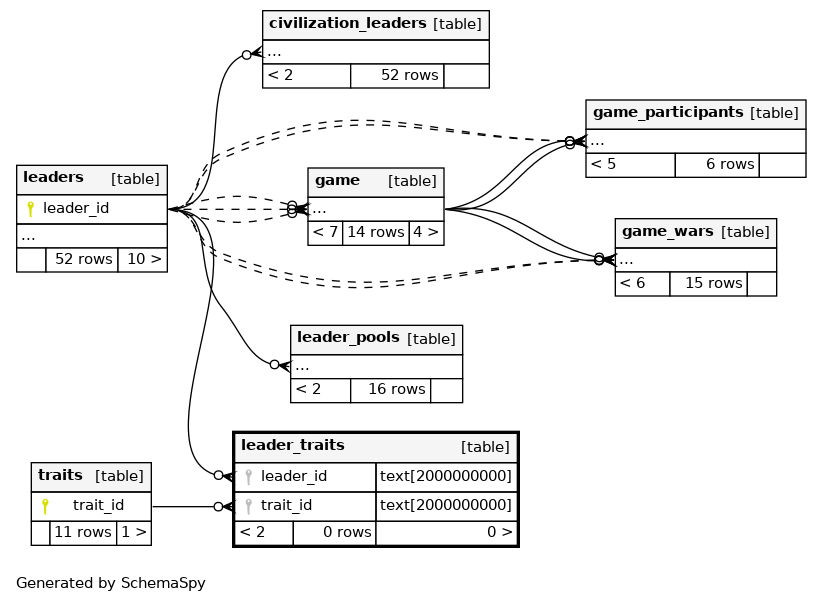 civilization_leaders [table]
...
< 2 52 rows
game_participants [table]
...
< 5 6 rows
leaders [table]
leader_id
...
52 rows 10 >
game [table]
...
< 7 14 rows 4 >
game_wars [table]
...
< 6 15 rows
leader_pools [table]
...
< 2 16 rows
leader_traits [table]
leader_id text[2000000000]
trait_id text[2000000000]
< 2 0 rows 0 >
traits [table]
trait_id
11 rows 1 >
Generated by SchemaSpy